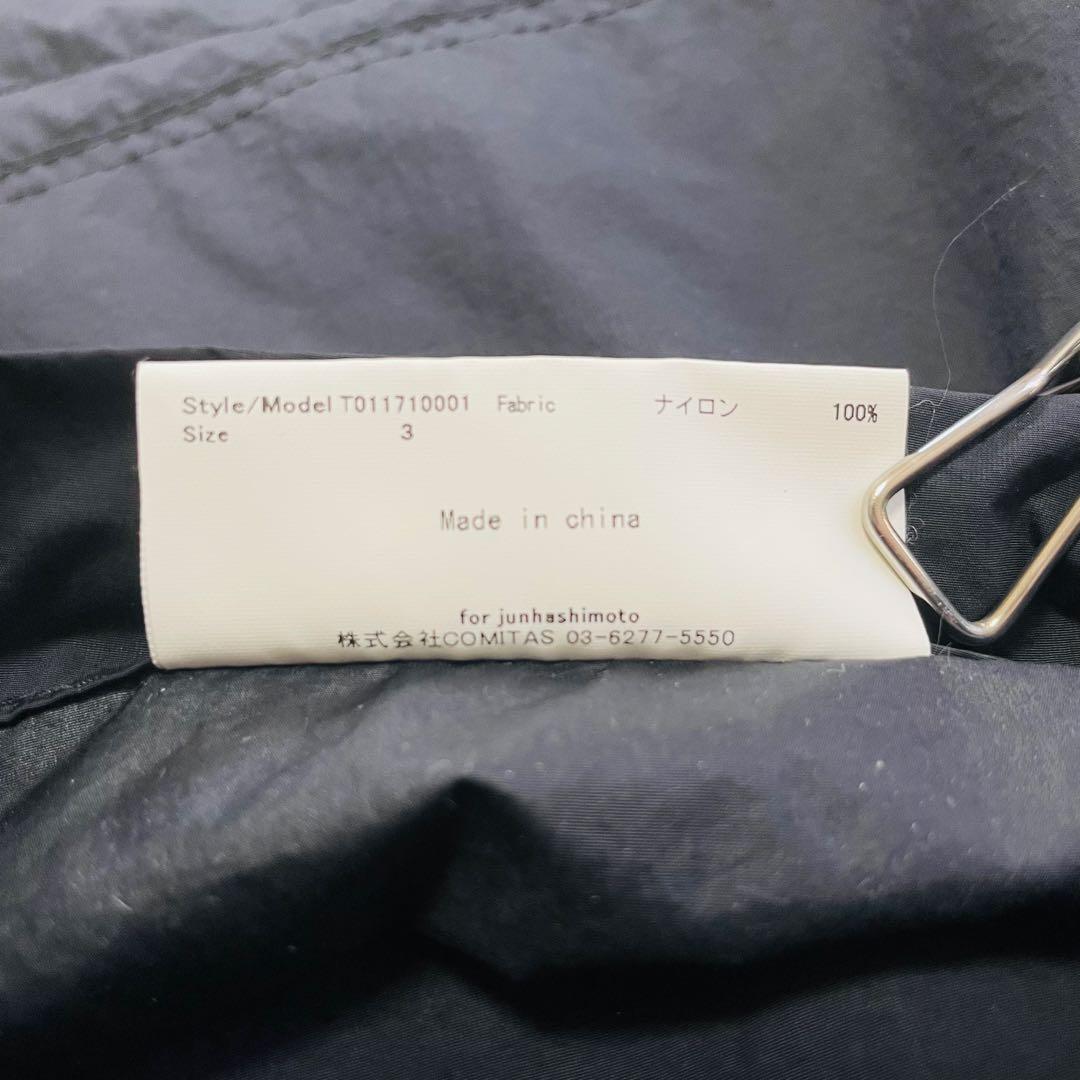 Style/Model T011710001 Fabric ナイロン 100%
Size 3
Made in china
for junhashimoto
株式会社COMITAS 03-6277-5550